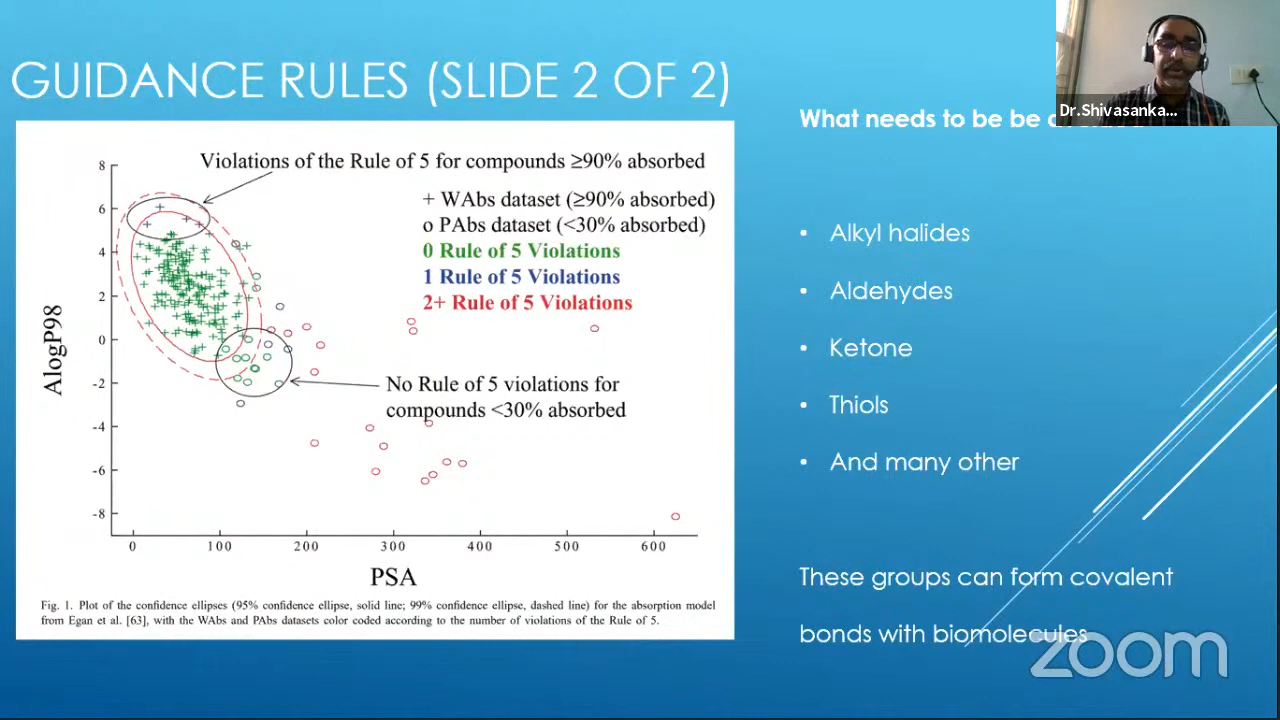 GUIDANCE RULES (SLIDE 2 OF 2)
Dr.Shivasanka...
What needs to be be
Violations of the Rule of 5 for compounds ≥90% absorbed
+ WAbs dataset (≥90% absorbed)
o PAbs dataset (<30% absorbed)
0 Rule of 5 Violations
1 Rule of 5 Violations
2+ Rule of 5 Violations
No Rule of 5 violations for
compounds <30% absorbed
AlogP98
8
6
4
2
0
-2
-4
-6
-8
0 100 200 300 400 500 600
PSA
Fig. 1. Plot of the confidence ellipses (95% confidence ellipse, solid line; 99% confidence ellipse, dashed line) for the absorption model
from Egan et al. [63], with the WAbs and PAbs datasets color coded according to the number of violations of the Rule of 5.
• Alkyl halides
• Aldehydes
• Ketone
• Thiols
• And many other
These groups can form covalent
bonds with biomolecules
zoom